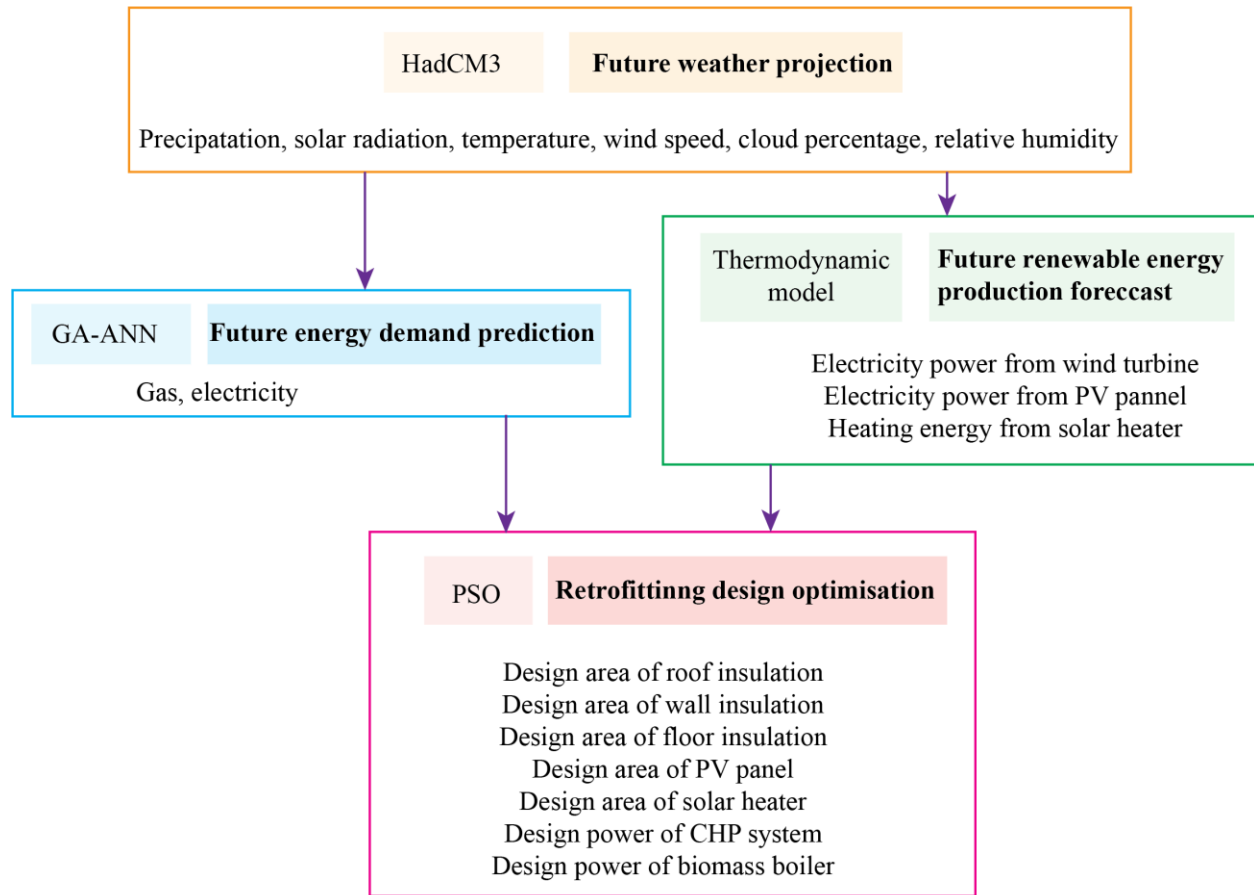 HadCM3
Future weather projection
Precipatation, solar radiation, temperature, wind speed, cloud percentage, relative humidity
Thermodynamic
model
Future renewable energy
production foreccast
Electricity power from wind turbine
Electricity power from PV pannel
Heating energy from solar heater
GA-ANN
Future energy demand prediction
Gas, electricity
PSO
Retrofittinng design optimisation
Design area of roof insulation
Design area of wall insulation
Design area of floor insulation
Design area of PV panel
Design area of solar heater
Design power of CHP system
Design power of biomass boiler